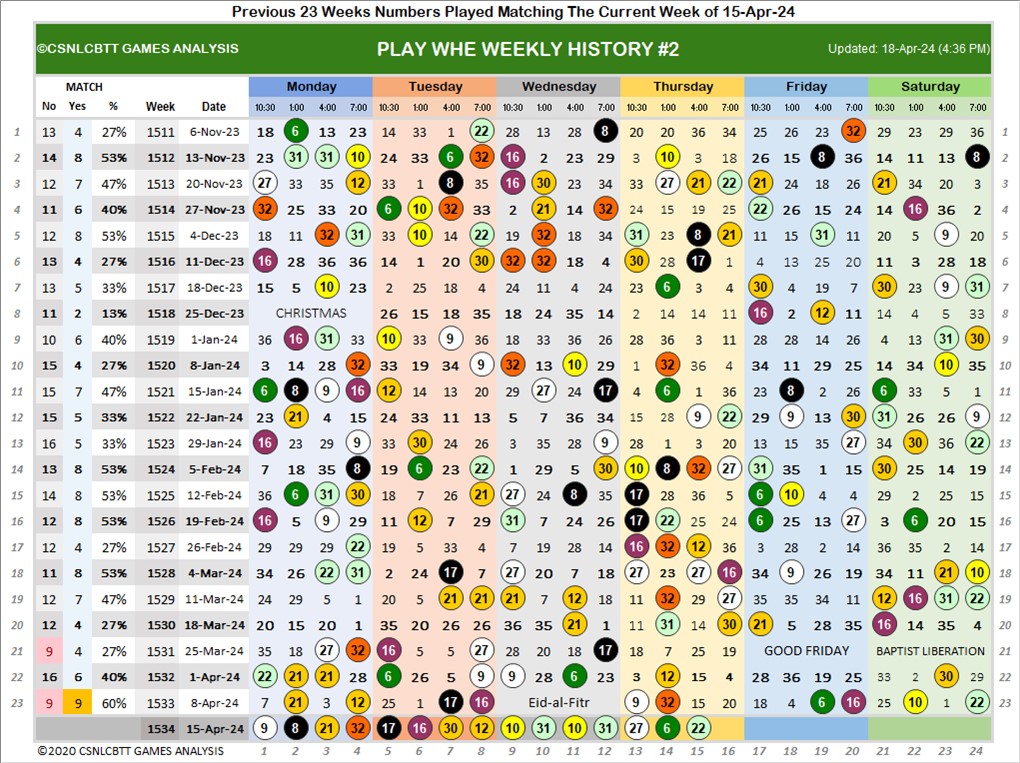 Previous 23 Weeks Numbers Played Matching The Current Week of 15-Apr-24
©CSNLCBTT GAMES ANALYSIS PLAY WHE WEEKLY HISTORY #2 Updated: 18-Apr-24 (4:36 PM)
MATCH Monday Tuesday Wednesday Thursday Friday Saturday
No Yes % Week Date 10:30 1:00 4:00 7:00 10:30 1:00 4:00 7:00 10:30 1:00 4:00 7:00 10:30 1:00 4:00 7:00 10:30 1:00 4:00 7:00 10:30 1:00 4:00 7:00
1 13 4 27% 1511 6-Nov-23 18 6 13 23 14 33 1 22 28 13 28 8 20 20 36 34 25 26 23 32 29 23 29 36 1
2 14 8 53% 1512 13-Nov-23 23 31 31 10 24 33 6 32 16 2 23 29 3 10 3 18 26 15 8 36 14 11 13 8 2
3 12 7 47% 1513 20-Nov-23 27 33 35 12 33 1 8 35 16 30 23 34 33 27 21 22 21 24 18 26 21 34 20 3 3
4 11 6 40% 1514 27-Nov-23 32 25 33 20 6 10 32 33 2 21 14 32 24 15 19 25 22 26 15 24 14 16 36 2 4
5 12 8 53% 1515 4-Dec-23 18 11 32 31 33 10 14 22 29 32 18 34 31 23 8 21 11 15 31 11 20 5 9 20 5
6 13 4 27% 1516 11-Dec-23 16 28 36 36 14 1 20 30 32 32 18 4 30 28 17 1 4 13 25 20 11 3 28 18 6
7 13 5 33% 1517 18-Dec-23 15 5 10 23 2 25 18 4 24 11 4 24 23 6 3 4 30 4 19 7 30 23 9 31 7
8 11 2 13% 1518 25-Dec-23 CHRISTMAS 26 15 18 35 18 24 35 14 2 14 14 11 16 2 12 11 14 4 5 33 8
9 10 6 40% 1519 1-Jan-24 36 16 31 33 10 33 9 36 18 33 36 26 28 36 3 11 28 28 14 26 4 13 31 30 9
10 15 4 27% 1520 8-Jan-24 3 14 28 32 33 19 34 9 32 13 10 29 1 32 14 4 34 11 29 25 14 34 10 35 10
11 15 7 47% 1521 15-Jan-24 6 8 9 16 12 14 13 20 29 27 24 17 4 6 14 1 23 8 2 26 6 33 5 1 11
12 15 5 33% 1522 22-Jan-24 23 21 4 15 24 33 11 13 5 7 36 34 15 28 9 22 29 9 13 30 31 26 26 9 12
13 16 5 33% 1523 29-Jan-24 16 23 29 9 33 30 24 26 3 35 28 9 28 1 3 20 13 15 35 27 34 30 36 22 13
14 13 8 53% 1524 5-Feb-24 7 18 35 8 19 6 23 22 1 29 5 30 10 8 32 27 31 35 1 15 30 25 14 19 14
15 14 8 53% 1525 12-Feb-24 36 6 31 30 18 7 26 21 27 24 8 35 17 28 36 5 6 10 4 4 29 2 25 15 15
16 12 8 53% 1526 19-Feb-24 16 5 9 29 11 12 7 29 31 7 24 26 17 22 25 24 6 25 13 27 3 6 20 15 16
17 12 4 27% 1527 26-Feb-24 29 29 29 22 19 5 33 4 7 19 28 14 16 32 12 36 3 28 2 14 36 35 2 14 17
18 11 8 53% 1528 4-Mar-24 34 26 22 31 2 24 17 7 27 20 7 18 27 23 27 16 34 9 26 19 34 11 21 10 18
19 12 7 47% 1529 11-Mar-24 24 29 5 1 20 5 21 21 21 7 12 18 11 32 29 27 35 35 34 11 12 16 31 22 19
20 12 4 27% 1530 18-Mar-24 20 15 20 1 35 20 26 26 36 35 21 1 11 31 14 30 21 5 28 35 16 14 35 4 20
21 9 4 27% 1531 25-Mar-24 35 18 27 32 16 5 5 27 28 20 18 17 18 7 25 19 GOOD FRIDAY BAPTIST LIBERATION 21
22 16 6 40% 1532 1-Apr-24 22 21 21 28 6 26 5 9 9 28 6 23 3 12 15 4 28 36 19 25 33 2 30 29 22
23 9 9 60% 1533 8-Apr-24 7 21 3 12 25 1 17 16 Eid-al-Fitr 9 32 15 20 18 4 6 16 25 10 1 22 23
1534 15-Apr-24 9 8 21 32 17 16 30 12 10 31 10 31 27 6 22
©2020 CSNLCBTT GAMES ANALYSIS 1 2 3 4 5 6 7 8 9 10 11 12 13 14 15 16 17 18 19 20 21 22 23 24